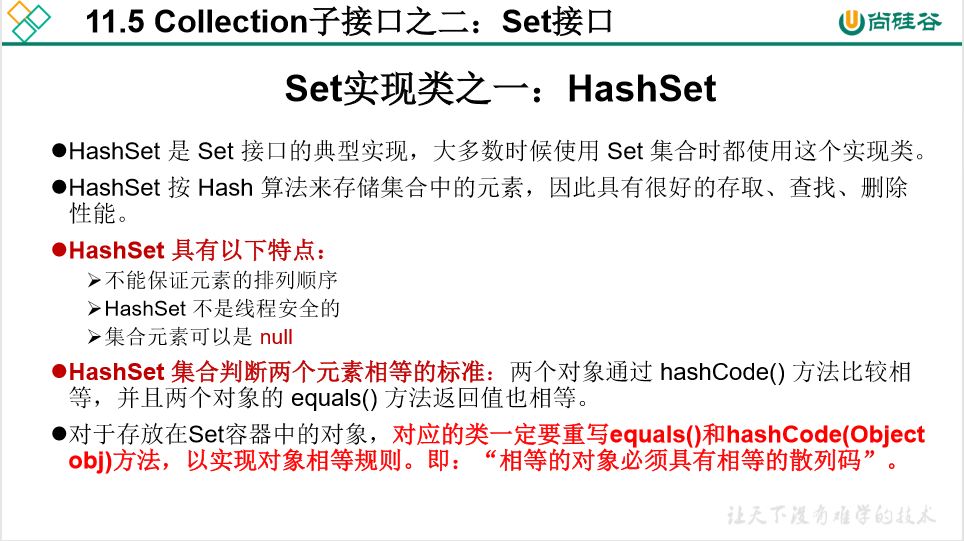 11.5 Collection子接口之二：Set接口
尚硅谷
Set实现类之一：HashSet
●HashSet 是 Set 接口的典型实现，大多数时候使用 Set 集合时都使用这个实现类。
●HashSet 按 Hash 算法来存储集合中的元素，因此具有很好的存取、查找、删除
性能。
●HashSet 具有以下特点：
➢不能保证元素的排列顺序
➢HashSet 不是线程安全的
➢集合元素可以是 null
●HashSet 集合判断两个元素相等的标准：两个对象通过 hashCode() 方法比较相
等，并且两个对象的 equals() 方法返回值也相等。
●对于存放在Set容器中的对象，对应的类一定要重写equals()和hashCode(Object
obj)方法，以实现对象相等规则。即：“相等的对象必须具有相等的散列码”。
让天下没有难学的技术